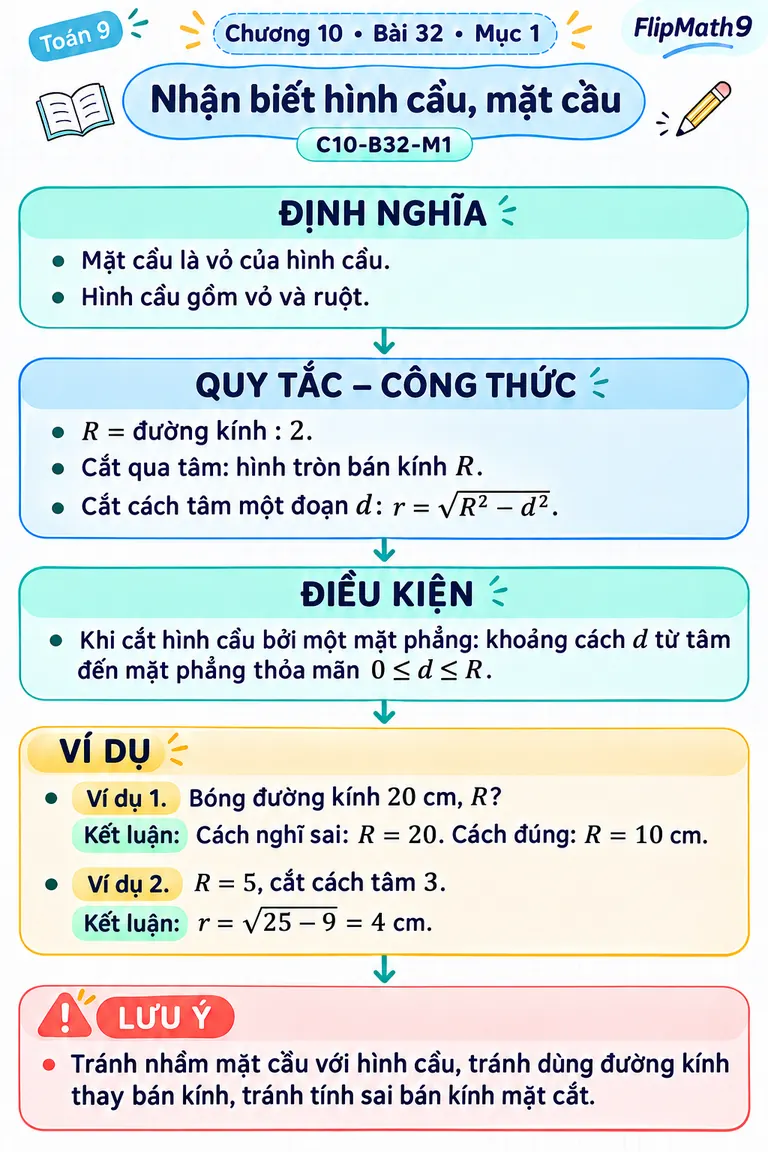 Toán 9
Chương 10 • Bài 32 • Mục 1
FlipMath9
Nhận biết hình cầu, mặt cầu
C10-B32-M1
ĐỊNH NGHĨA
• Mặt cầu là vỏ của hình cầu.
• Hình cầu gồm vỏ và ruột.
QUY TẮC – CÔNG THỨC
• R = đường kính : 2.
• Cắt qua tâm: hình tròn bán kính R.
• Cắt cách tâm một đoạn d: r = √(R² − d²).
ĐIỀU KIỆN
• Khi cắt hình cầu bởi một mặt phẳng: khoảng cách d từ tâm
đến mặt phẳng thỏa mãn 0 ≤ d ≤ R.
VÍ DỤ
• Ví dụ 1. Bóng đường kính 20 cm, R?
Kết luận: Cách nghĩ sai: R = 20. Cách đúng: R = 10 cm.
• Ví dụ 2. R = 5, cắt cách tâm 3.
Kết luận: r = √(25 − 9) = 4 cm.
LƯU Ý
• Tránh nhầm mặt cầu với hình cầu, tránh dùng đường kính
thay bán kính, tránh tính sai bán kính mặt cắt.